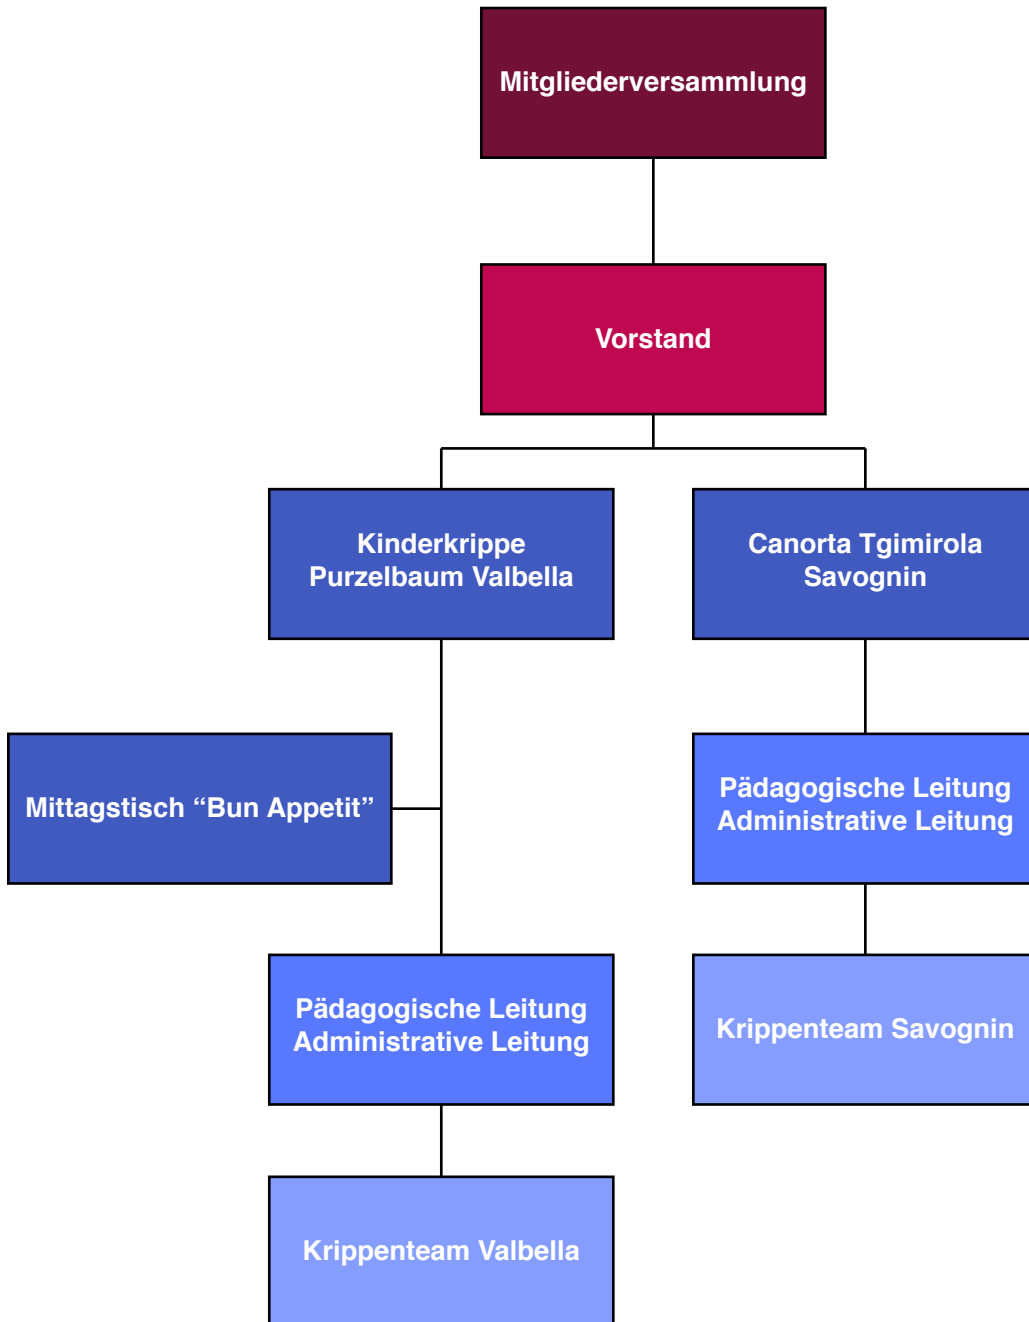 Mitgliederversammlung
Vorstand
Kinderkrippe
Purzelbaum Valbella
Canorta Tgimirola
Savognin
Mittagstisch “Bun Appetit”
Pädagogische Leitung
Administrative Leitung
Pädagogische Leitung
Administrative Leitung
Krippenteam Savognin
Krippenteam Valbella